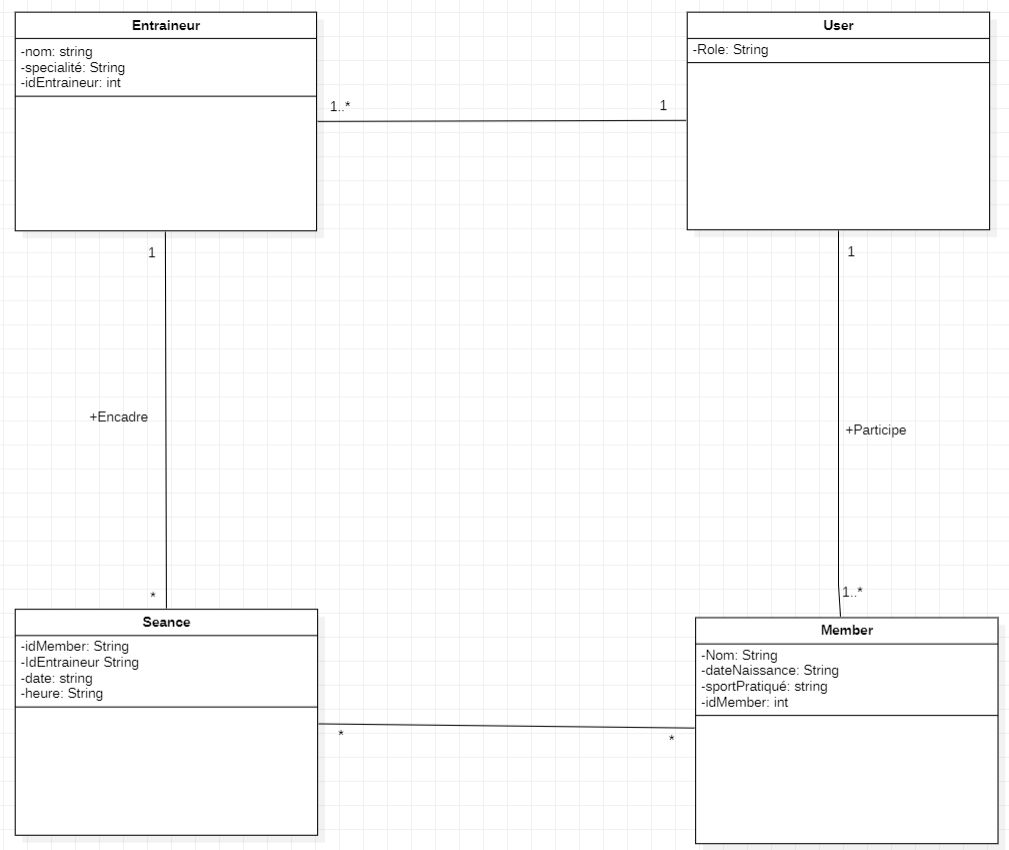 Entraineur
-nom: string
-specialité: String
-idEntraineur: int
User
-Role: String
1..*
1
1
1
+Encadre
+Participe
*
1..*
Seance
-idMember: String
-IdEntraineur String
-date: string
-heure: String
Member
-Nom: String
-dateNaissance: String
-sportPratiqué: string
-idMember: int
*
*